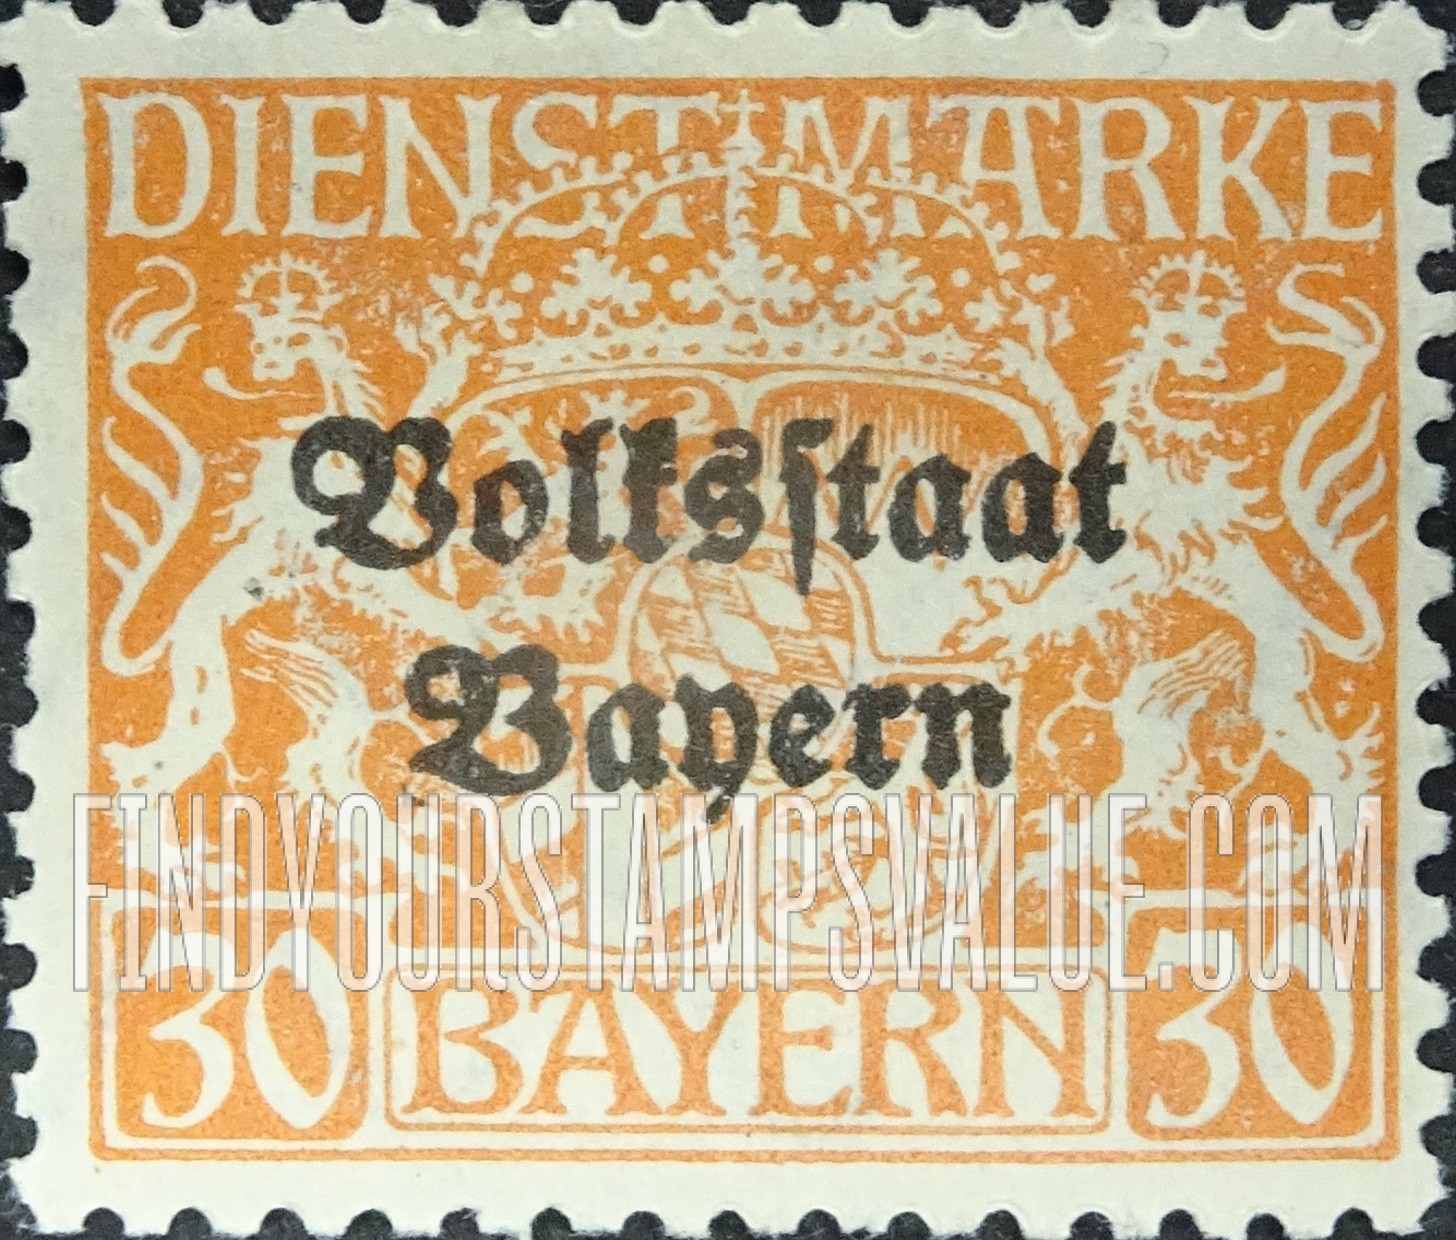 DIENSTMARKE
Volksstaat
Bayern
FINDYOURSTAMPSVALUE.COM
30 BAYERN 30